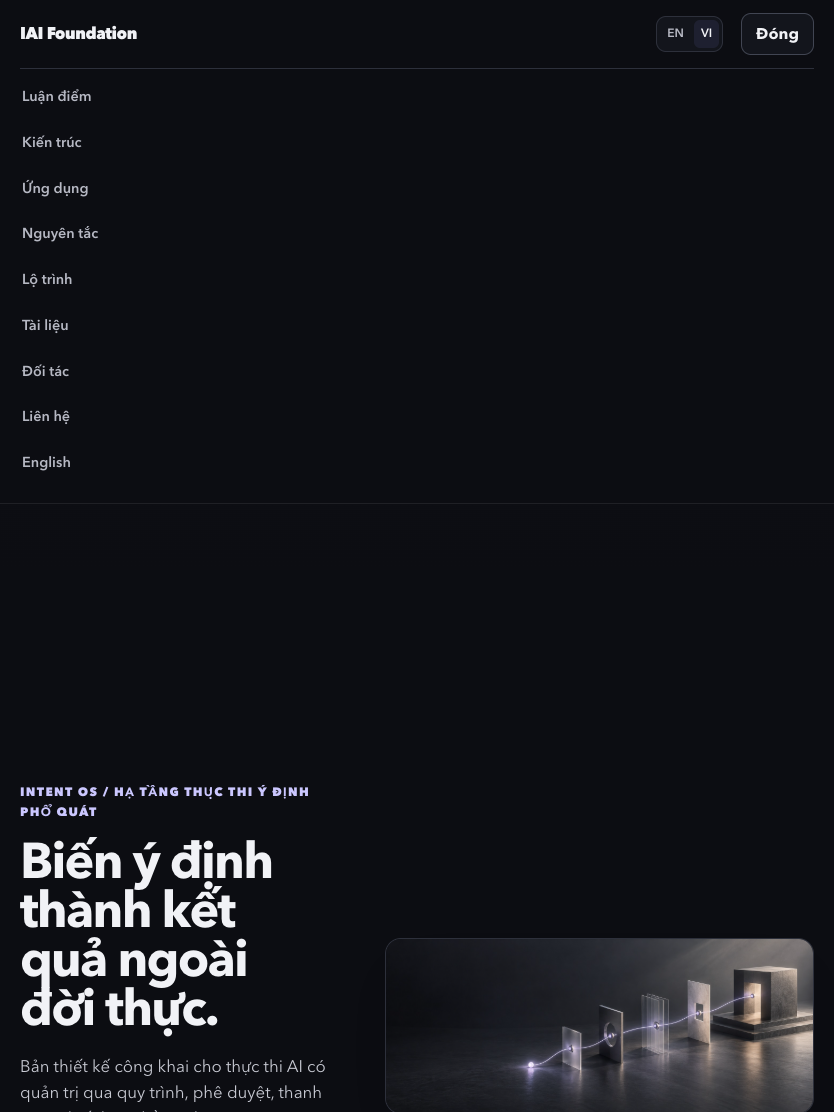 IAI Foundation
EN VI
Đóng
Luận điểm
Kiến trúc
Ứng dụng
Nguyên tắc
Lộ trình
Tài liệu
Đối tác
Liên hệ
English
INTENT OS / HẠ TẦNG THỰC THI Ý ĐỊNH
PHỔ QUÁT
Biến ý định
thành kết
quả ngoài
đời thực.
Bản thiết kế công khai cho thực thi AI có
quản trị qua quy trình, phê duyệt, thanh